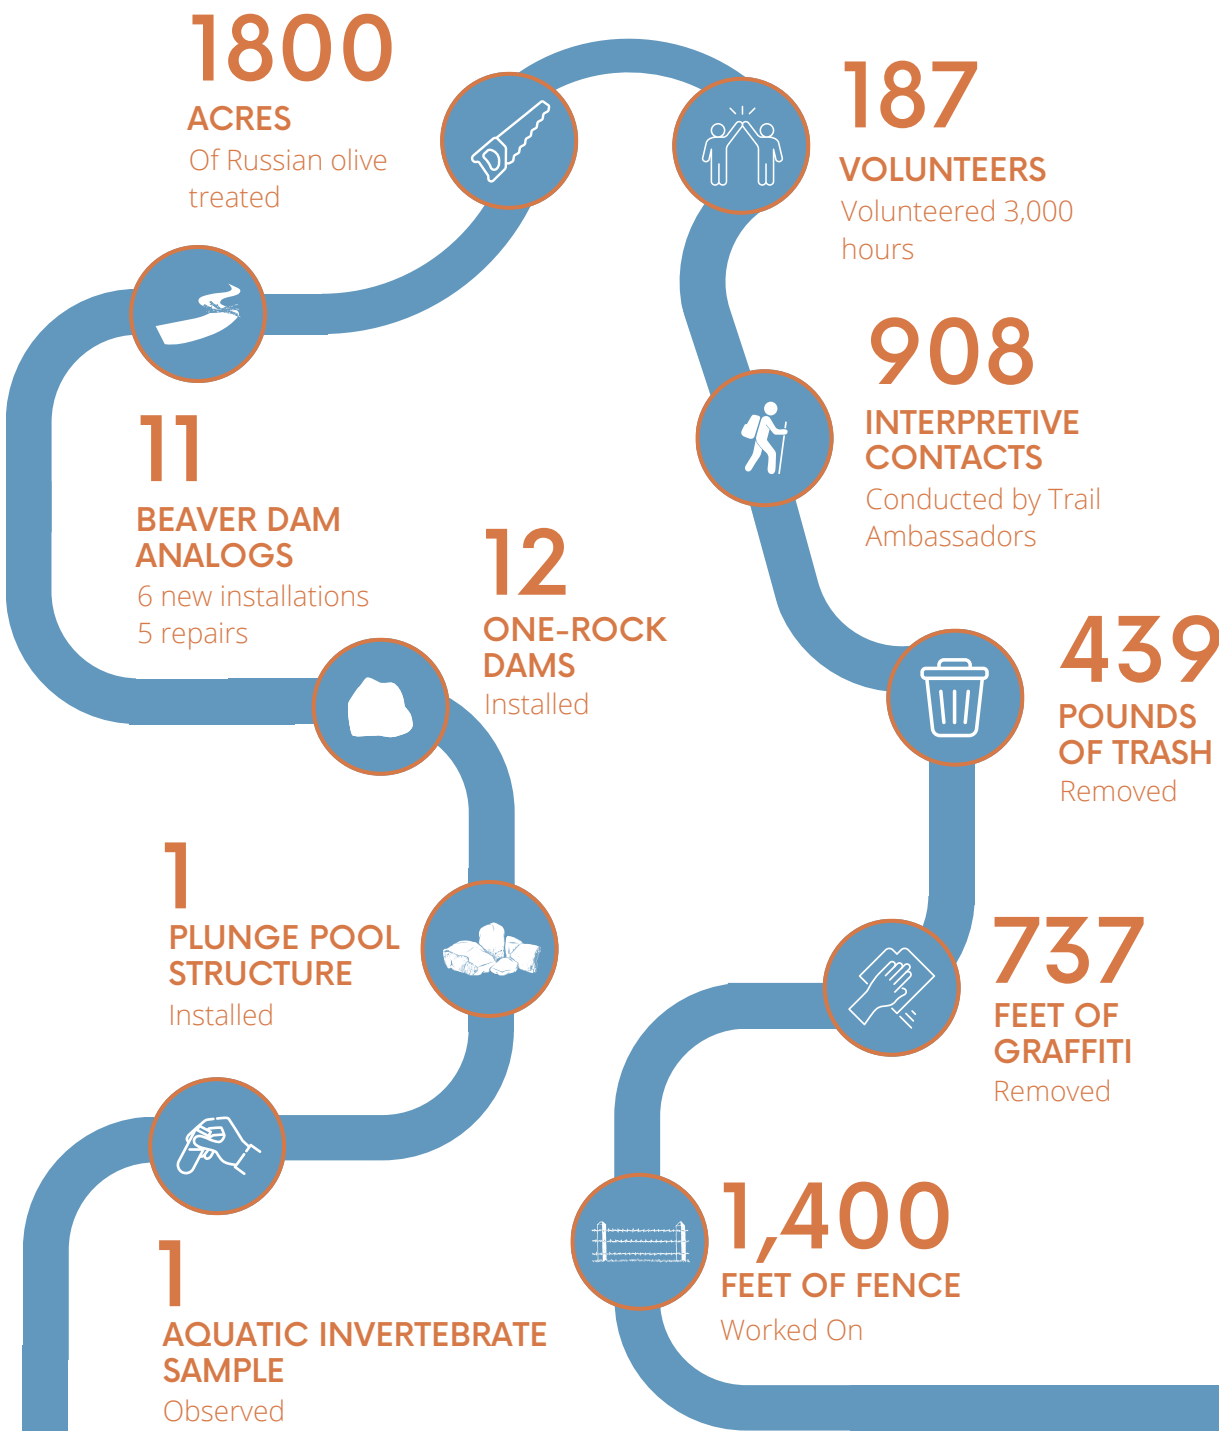 1800
ACRES
Of Russian olive
treated
187
VOLUNTEERS
Volunteered 3,000
hours
908
INTERPRETIVE
CONTACTS
Conducted by Trail
Ambassadors
11
BEAVER DAM
ANALOGS
6 new installations
5 repairs
12
ONE-ROCK
DAMS
Installed
439
POUNDS
OF TRASH
Removed
1
PLUNGE POOL
STRUCTURE
Installed
737
FEET OF
GRAFFITI
Removed
1
AQUATIC INVERTEBRATE
SAMPLE
Observed
1,400
FEET OF FENCE
Worked On